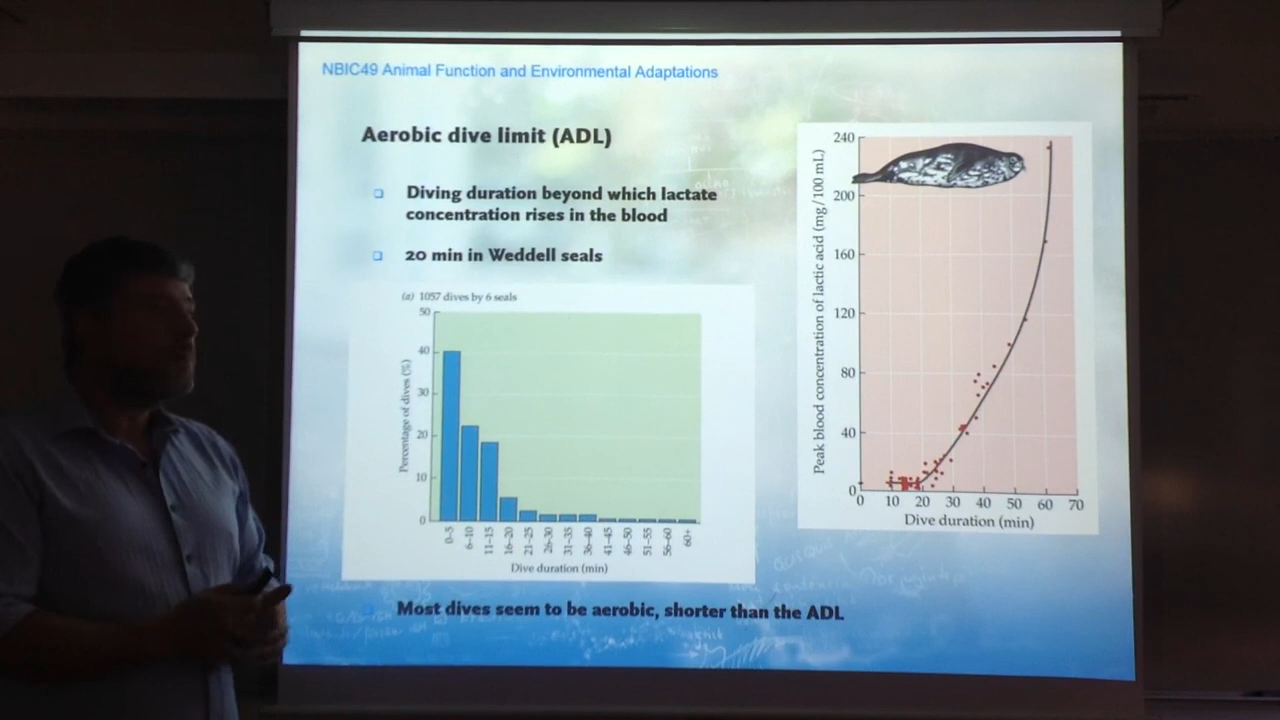 NBIC49 Animal Function and Environmental Adaptations
Aerobic dive limit (ADL)
Diving duration beyond which lactate
concentration rises in the blood
20 min in Weddell seals
(a) 1057 dives by 6 seals
Percentage of dives (%)
50
40
30
20
10
0
0–5 6–10 11–15 16–20 21–25 26–30 31–35 36–40 41–45 46–50 51–55 56–60 60+
Dive duration (min)
Most dives seem to be aerobic, shorter than the ADL
Peak blood concentration of lactic acid (mg/100 mL)
240
200
160
120
80
40
0
0 10 20 30 40 50 60 70
Dive duration (min)